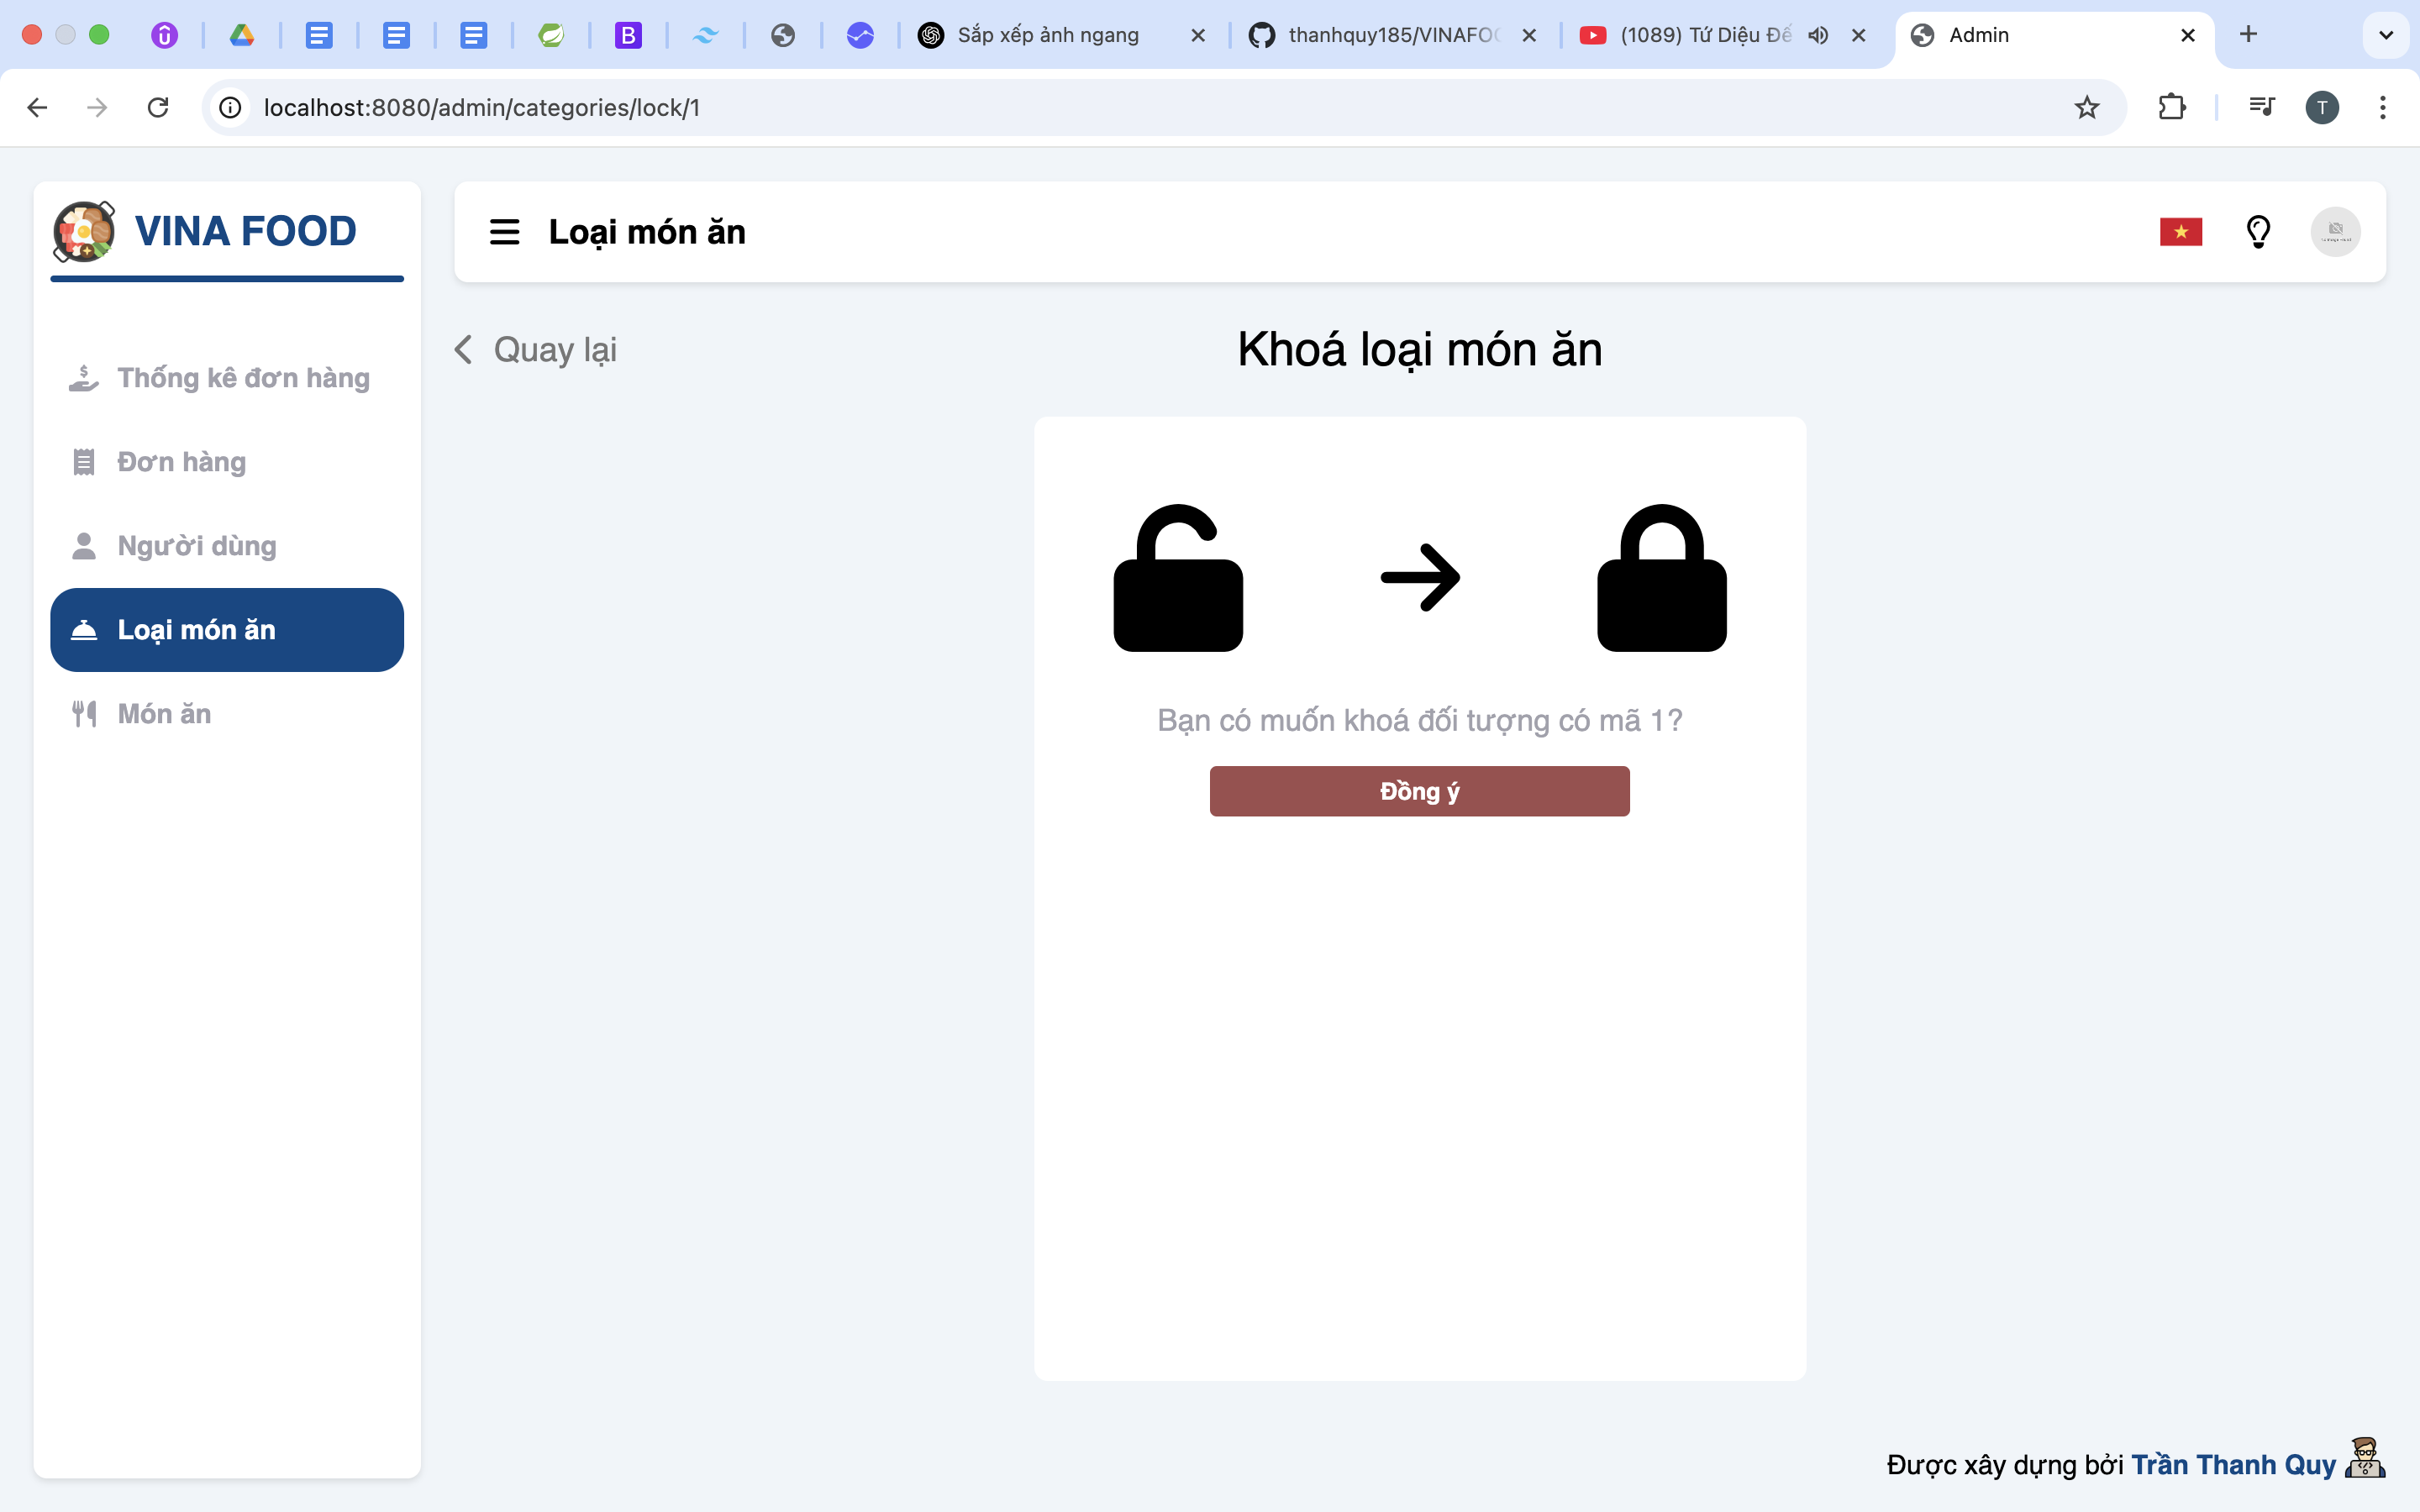 Sắp xếp ảnh ngang
thanhquy185/VINAFOO
(1089) Tứ Diệu Đế
Admin
localhost:8080/admin/categories/lock/1
T
VINA FOOD
Loại món ăn
Quay lại
Khoá loại món ăn
Thống kê đơn hàng
Đơn hàng
Người dùng
Loại món ăn
Món ăn
Bạn có muốn khoá đối tượng có mã 1?
Đồng ý
Được xây dựng bởi Trần Thanh Quy